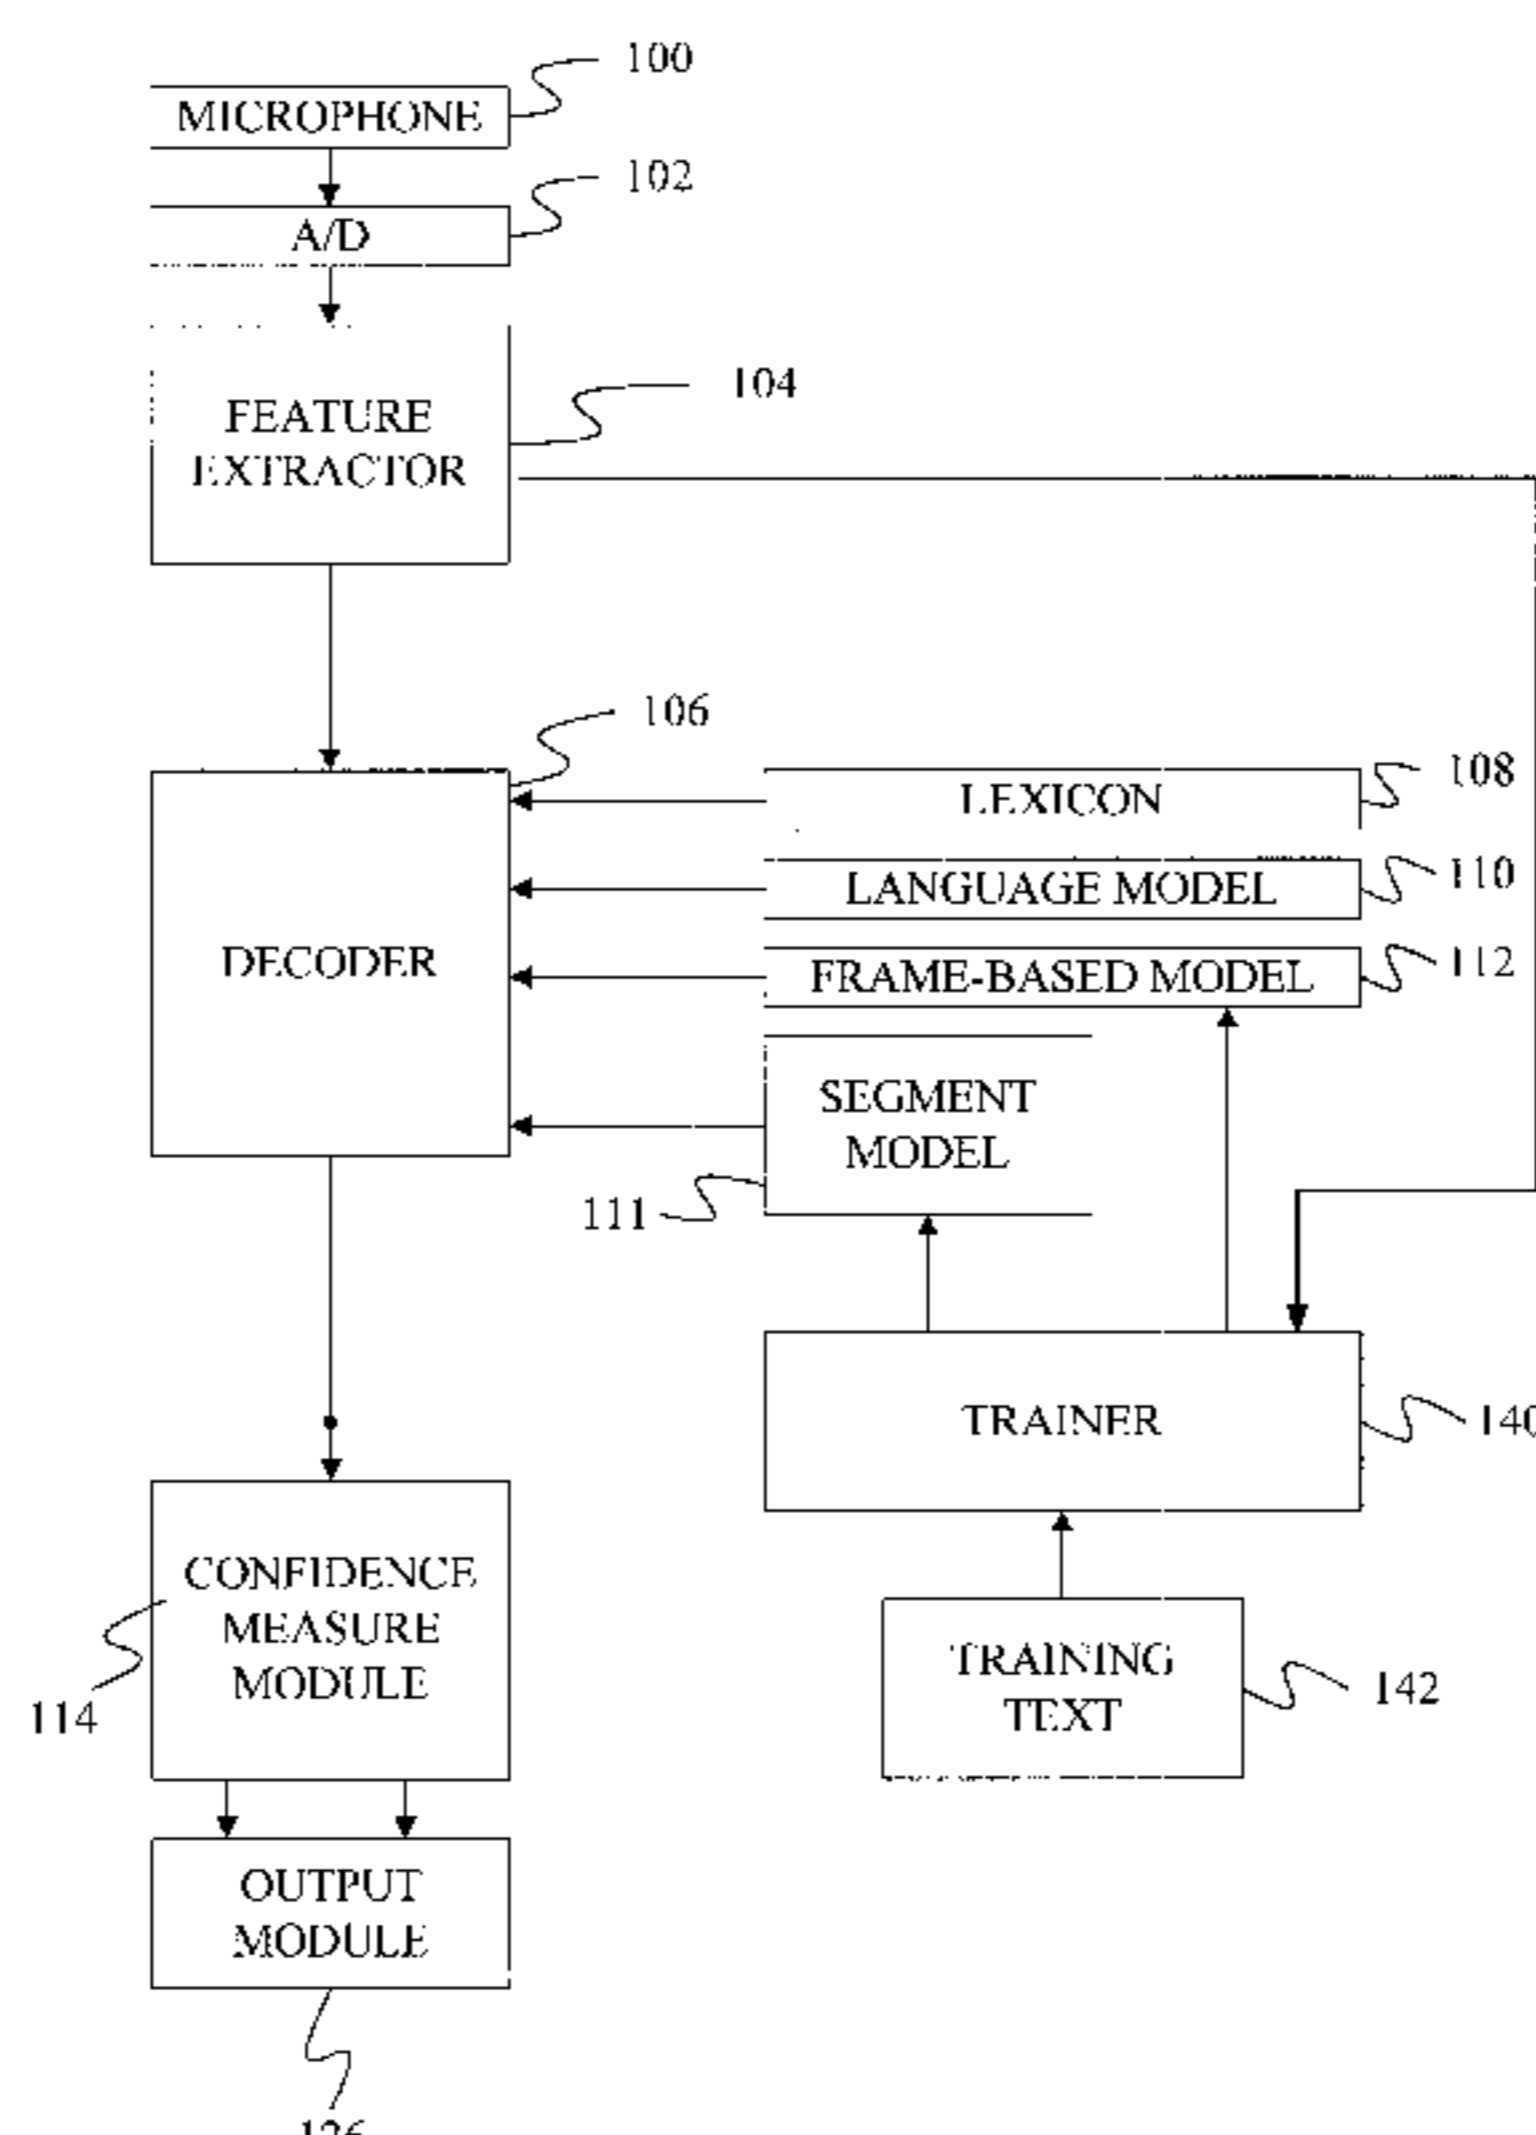 100
MICROPHONE
102
A/D
104
FEATURE
EXTRACTOR
106
108
LEXICON
110
LANGUAGE MODEL
DECODER
112
FRAME-BASED MODEL
SEGMENT
MODEL
111
TRAINER
140
CONFIDENCE
MEASURE
MODULE
114
TRAINING
TEXT
142
OUTPUT
MODULE